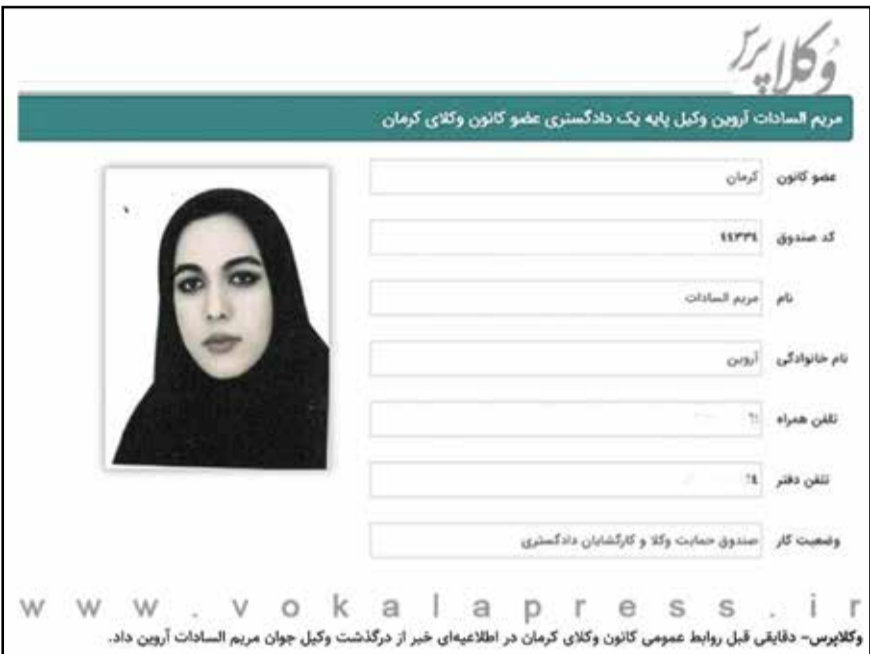 وُکلاپرس
مریم السادات آروین وکیل پایه یک دادگستری عضو کانون وکلای کرمان
عضو کانون کرمان
کد صندوق ٤٤٣٣٤
نام مریم السادات
نام خانوادگی آروین
تلفن همراه
تلفن دفتر
وضعیت کار صندوق حمایت وکلا و کارگشایان دادگستری
www.vokalapress.ir
وکلاپرس– دقایقی قبل روابط عمومی کانون وکلای کرمان در اطلاعیه‌ای خبر از درگذشت وکیل جوان مریم السادات آروین داد.